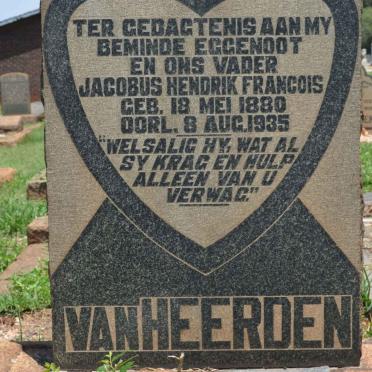 TER GEDAGTENIS AAN MY
BEMINDE EGGENOOT
EN ONS VADER
JACOBUS HENDRIK FRANCOIS
GEB. 18 MEI 1880
OORL. 8 AUG. 1935
"WELSALIG HY, WAT AL
SY KRAG EN HULP
ALLEEN VAN U
VERWAG."
VAN HEERDEN